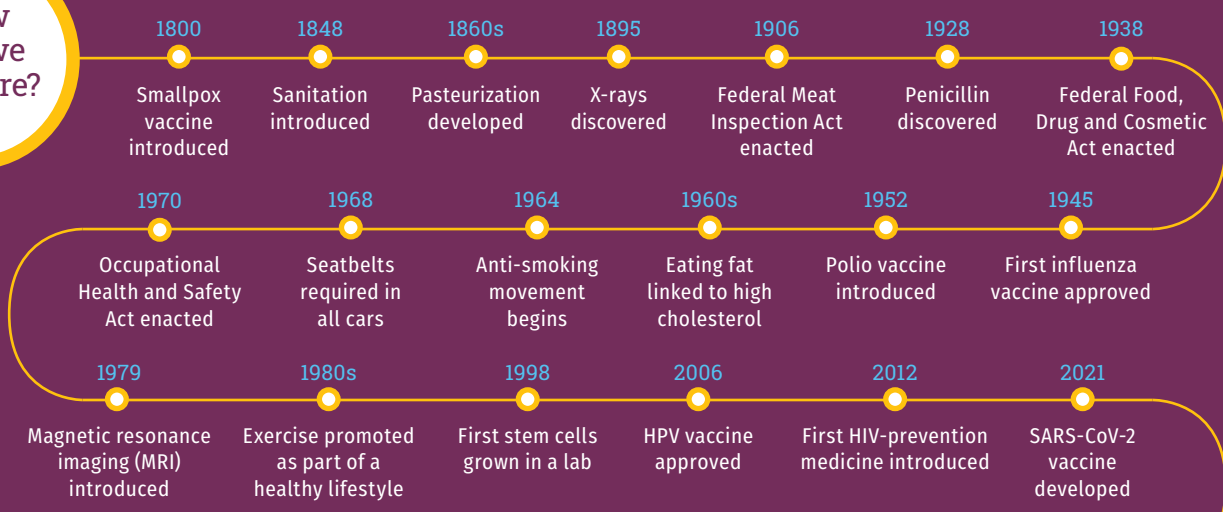 re?
1800
Smallpox
vaccine
introduced
1848
Sanitation
introduced
1860s
Pasteurization
developed
1895
X-rays
discovered
1906
Federal Meat
Inspection Act
enacted
1928
Penicillin
discovered
1938
Federal Food,
Drug and Cosmetic
Act enacted
1945
First influenza
vaccine approved
1952
Polio vaccine
introduced
1960s
Eating fat
linked to high
cholesterol
1964
Anti-smoking
movement
begins
1968
Seatbelts
required in
all cars
1970
Occupational
Health and Safety
Act enacted
1979
Magnetic resonance
imaging (MRI)
introduced
1980s
Exercise promoted
as part of a
healthy lifestyle
1998
First stem cells
grown in a lab
2006
HPV vaccine
approved
2012
First HIV-prevention
medicine introduced
2021
SARS-CoV-2
vaccine
developed